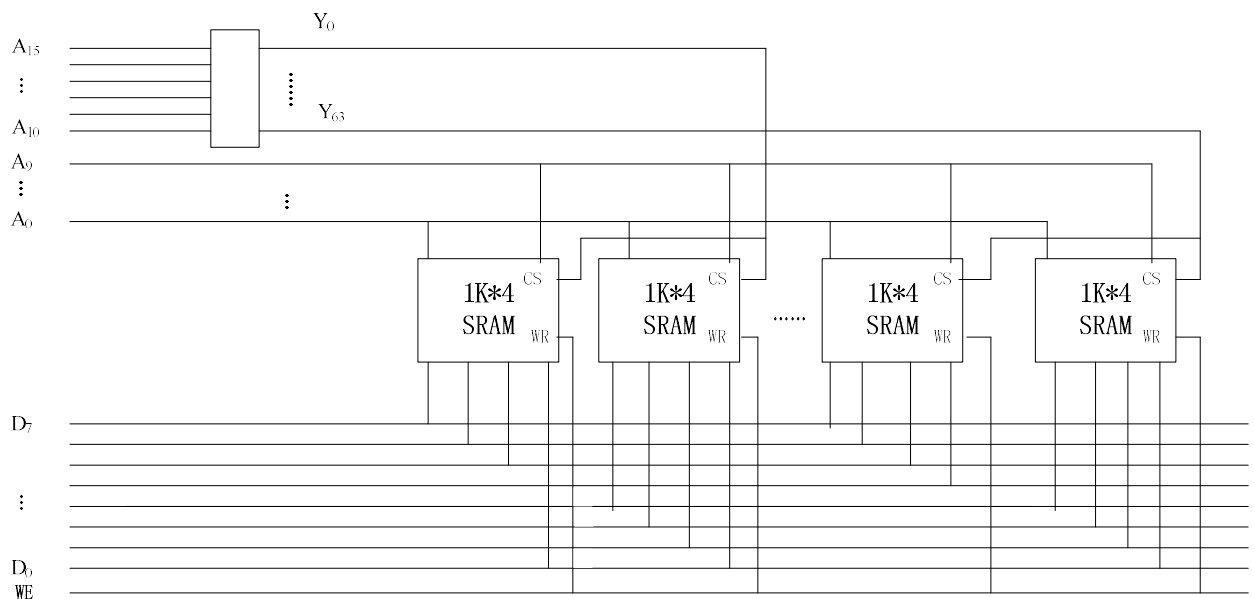 Y₀
A₁₅
⋮
Y₆₃
A₁₀
A₉
⋮
A₀
CS CS CS CS
1K*4 1K*4 1K*4 1K*4
SRAM SRAM ...... SRAM SRAM
WR WR WR WR
D₇
⋮
D₀
WE